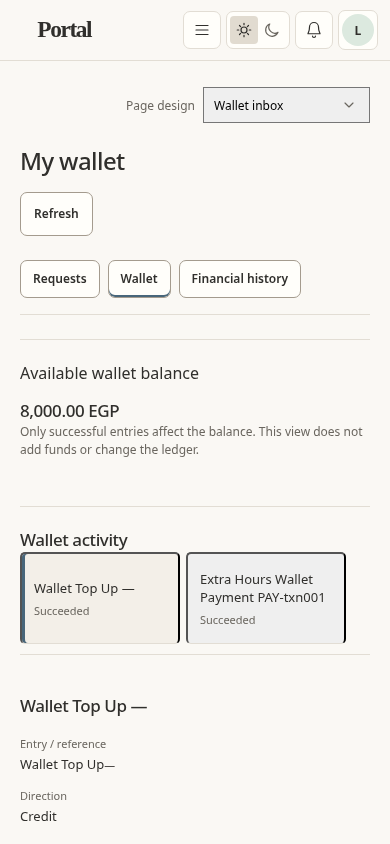 Portal
L
Page design
Wallet inbox
My wallet
Refresh
Requests
Wallet
Financial history
Available wallet balance
8,000.00 EGP
Only successful entries affect the balance. This view does not
add funds or change the ledger.
Wallet activity
Wallet Top Up —
Succeeded
Extra Hours Wallet
Payment PAY-txn001
Succeeded
Wallet Top Up —
Entry / reference
Wallet Top Up—
Direction
Credit